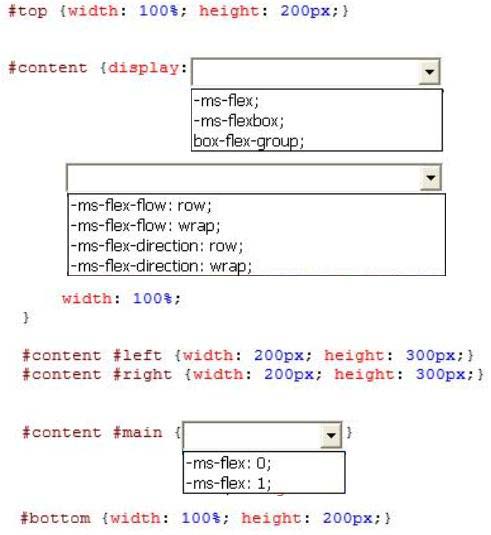 #top {width: 100%; height: 200px;}
#content {display:
-ms-flex;
-ms-flexbox;
box-flex-group;
-ms-flex-flow: row;
-ms-flex-flow: wrap;
-ms-flex-direction: row;
-ms-flex-direction: wrap;
width: 100%;
}
#content #left {width: 200px; height: 300px;}
#content #right {width: 200px; height: 300px;}
#content #main { }
-ms-flex: 0;
-ms-flex: 1;
#bottom {width: 100%; height: 200px;}